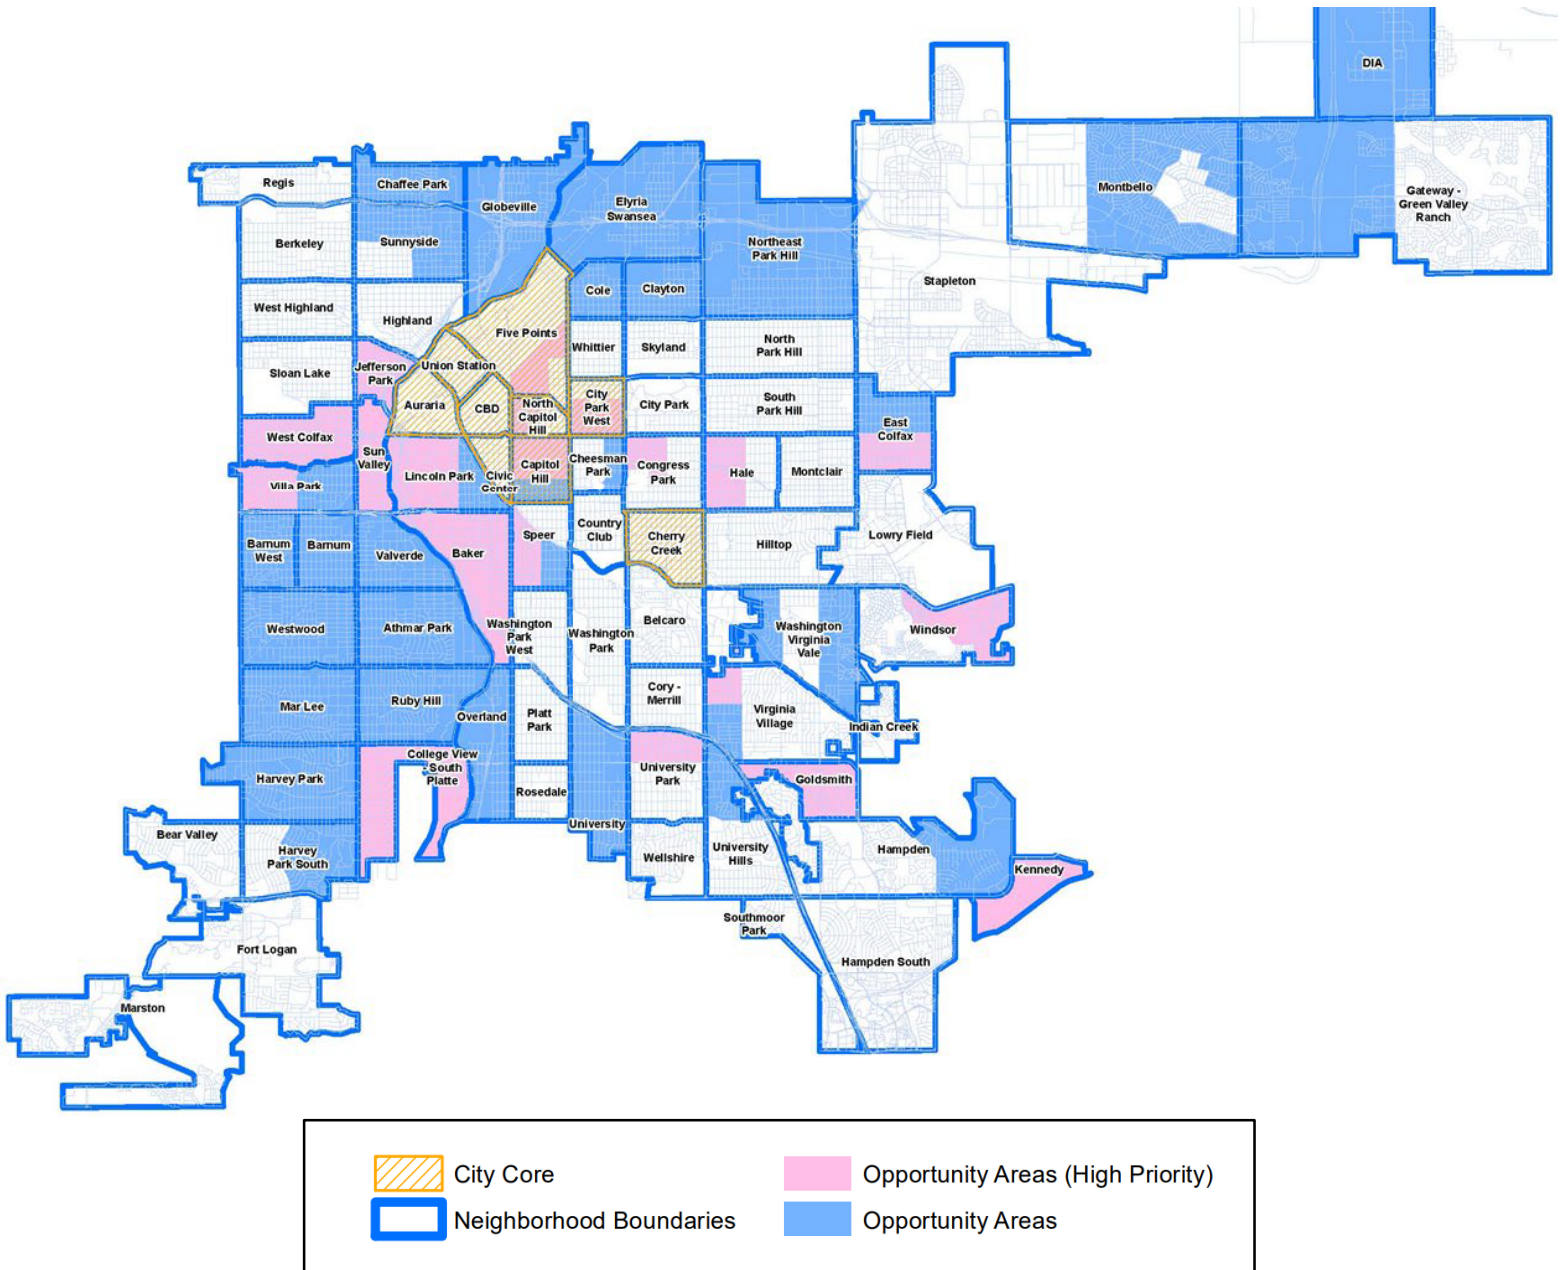 DIA
Regis
Chaffee Park
Globeville
Elyria
Swansea
Montbello
Gateway -
Green Valley
Ranch
Berkeley
Sunnyside
Northeast
Park Hill
Stapleton
Cole
Clayton
West Highland
Highland
Five Points
Whittier
Skyland
North
Park Hill
Sloan Lake
Jefferson
Park
Union Station
Auraria
CBD
North
Capitol
Hill
City
Park
West
City Park
South
Park Hill
East
Colfax
West Colfax
Sun
Valley
Lincoln Park
Civic
Center
Capitol
Hill
Cheesman
Park
Congress
Park
Hale
Montclair
Villa Park
Barnum
West
Barnum
Valverde
Baker
Speer
Country
Club
Cherry
Creek
Hilltop
Lowry Field
Westwood
Athmar Park
Washington
Park
West
Washington
Park
Belcaro
Washington
Virginia
Vale
Windsor
Mar Lee
Ruby Hill
Overland
Platt
Park
Cory -
Merrill
Virginia
Village
Indian Creek
Harvey Park
College View
- South
Platte
Rosedale
University
Park
Goldsmith
Bear Valley
Harvey
Park South
University
Wellshire
University
Hills
Hampden
Kennedy
Southmoor
Park
Fort Logan
Hampden South
Marston
City Core
Opportunity Areas (High Priority)
Neighborhood Boundaries
Opportunity Areas